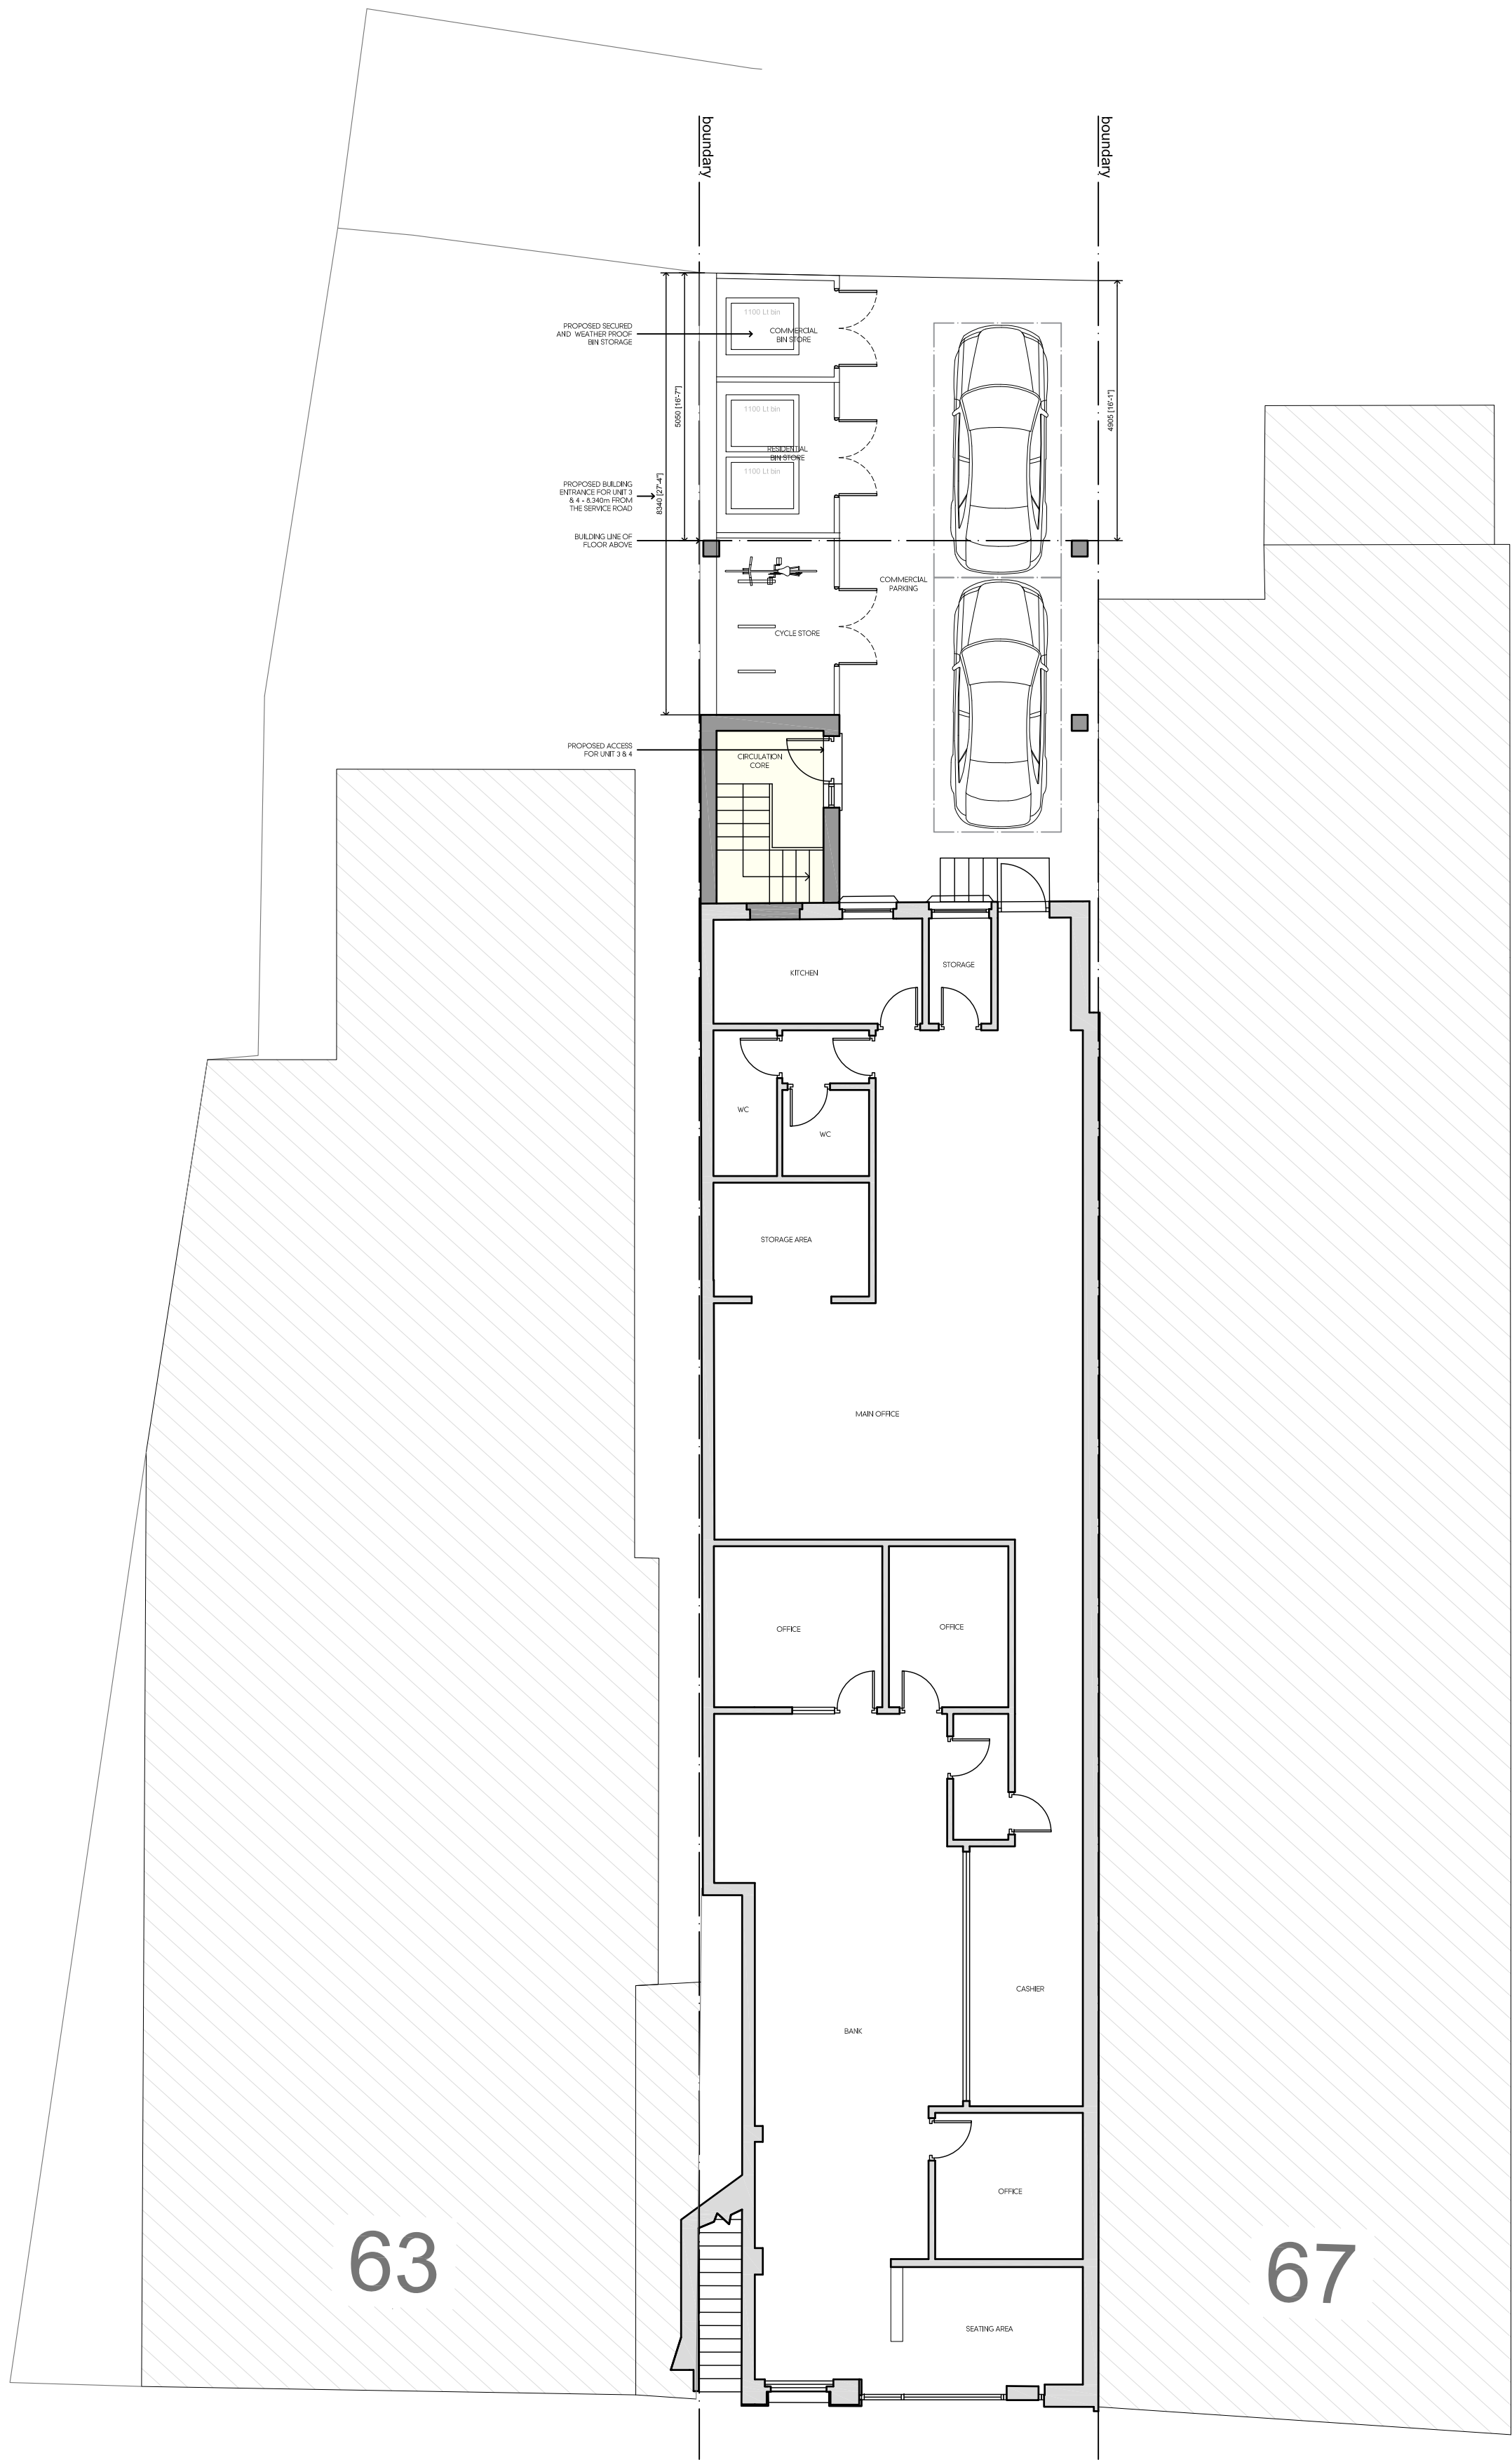 boundary
boundary
PROPOSED SECURED
AND WEATHER PROOF
BIN STORAGE
1100 Lt bin
COMMERCIAL
BIN STORE
5050 [16'-7"]
4905 [16'-1"]
1100 Lt bin
RESIDENTIAL
BIN STORE
1100 Lt bin
PROPOSED BUILDING
ENTRANCE FOR UNIT 3
& 4 - 8.340m FROM
THE SERVICE ROAD
8340 [27'-4"]
BUILDING LINE OF
FLOOR ABOVE
COMMERCIAL
PARKING
CYCLE STORE
PROPOSED ACCESS
FOR UNIT 3 & 4
CIRCULATION
CORE
KITCHEN
STORAGE
WC
WC
STORAGE AREA
MAIN OFFICE
OFFICE
OFFICE
CASHIER
BANK
OFFICE
63
67
SEATING AREA